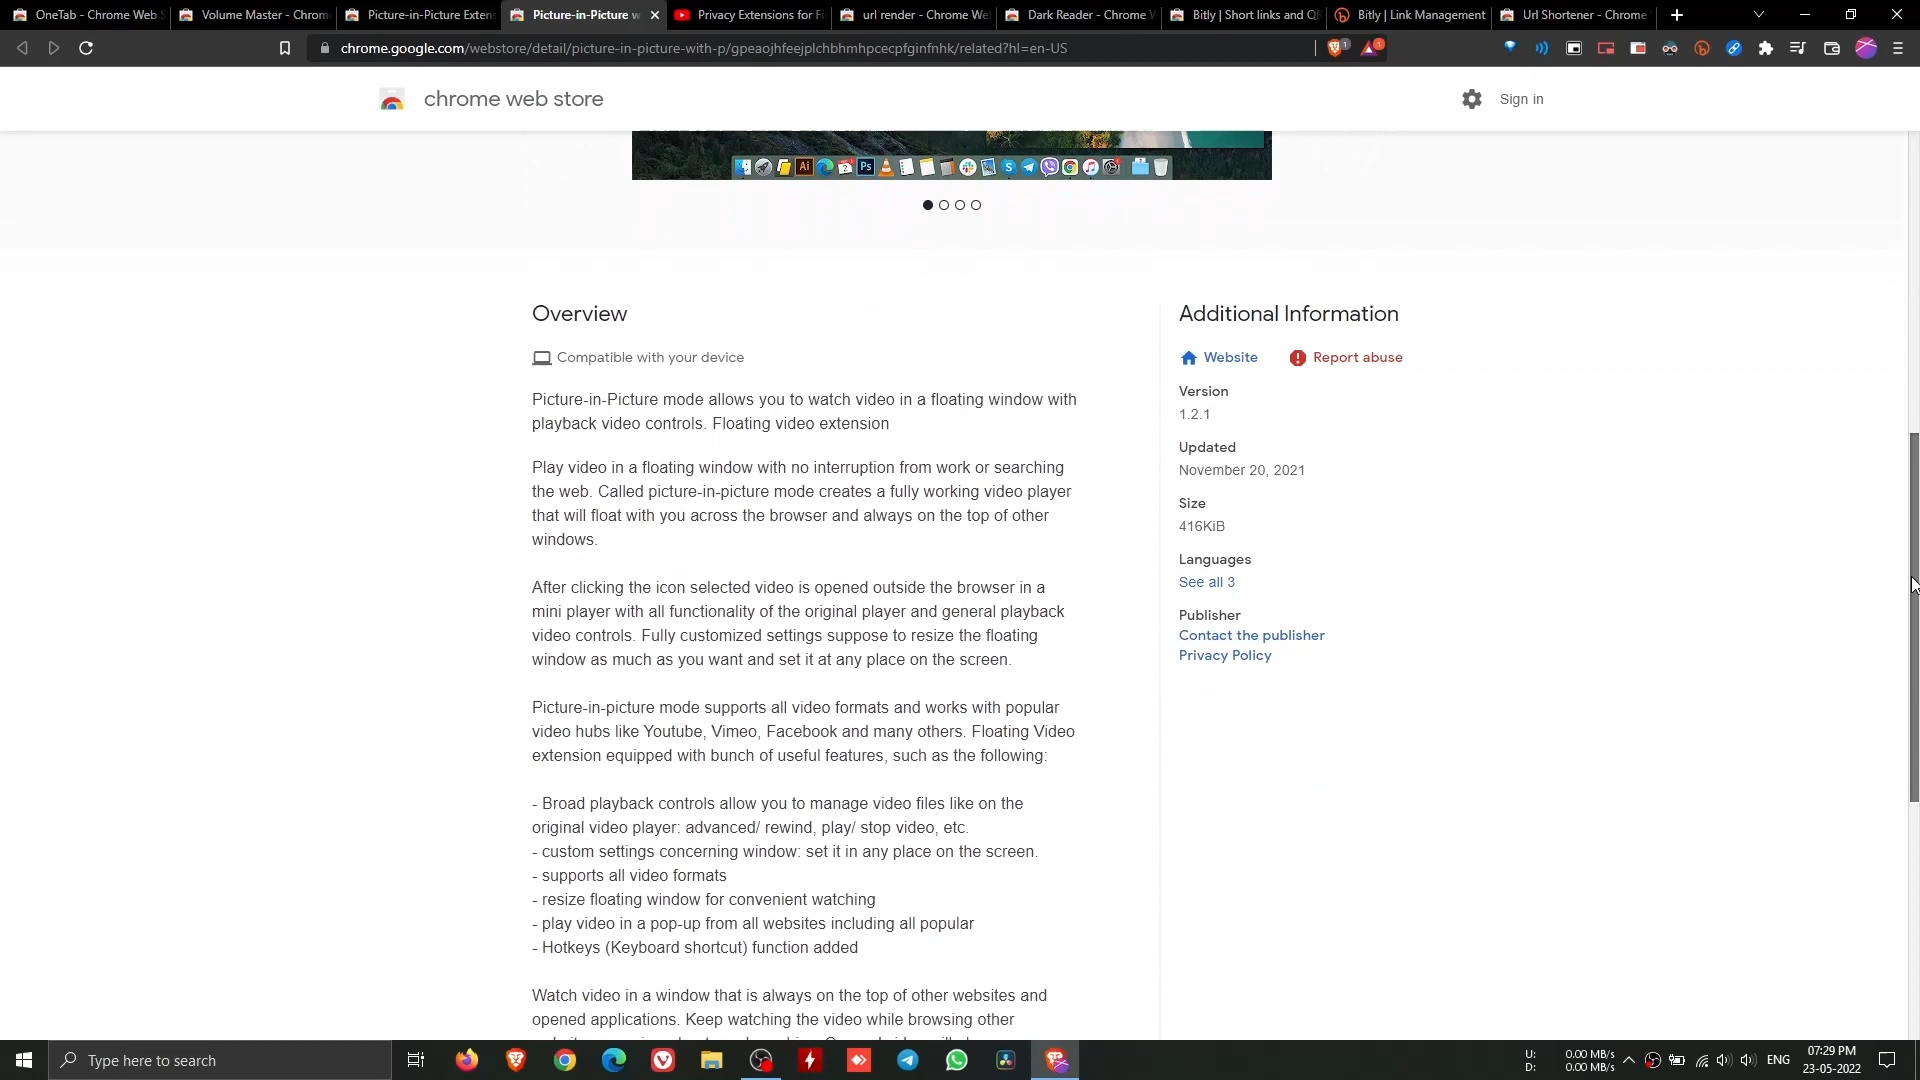 OneTab - Chrome Web S
Volume Master - Chrom
Picture-in-Picture Exten
Picture-in-Picture w
Privacy Extensions for Fi
url render - Chrome We
Dark Reader - Chrome V
Bitly | Short links and QR
Bitly | Link Management
Url Shortener - Chrome
chrome.google.com/webstore/detail/picture-in-picture-with-p/gpeaojhfeejplchbhmhpcecpfginfnhk/related?hl=en-US
chrome web store
Sign in
Overview
Compatible with your device
Picture-in-Picture mode allows you to watch video in a floating window with
playback video controls. Floating video extension
Play video in a floating window with no interruption from work or searching
the web. Called picture-in-picture mode creates a fully working video player
that will float with you across the browser and always on the top of other
windows.
After clicking the icon selected video is opened outside the browser in a
mini player with all functionality of the original player and general playback
video controls. Fully customized settings suppose to resize the floating
window as much as you want and set it at any place on the screen.
Picture-in-picture mode supports all video formats and works with popular
video hubs like Youtube, Vimeo, Facebook and many others. Floating Video
extension equipped with bunch of useful features, such as the following:
- Broad playback controls allow you to manage video files like on the
original video player: advanced/ rewind, play/ stop video, etc.
- custom settings concerning window: set it in any place on the screen.
- supports all video formats
- resize floating window for convenient watching
- play video in a pop-up from all websites including all popular
- Hotkeys (Keyboard shortcut) function added
Watch video in a window that is always on the top of other websites and
opened applications. Keep watching the video while browsing other
Additional Information
Website
Report abuse
Version
1.2.1
Updated
November 20, 2021
Size
416KiB
Languages
See all 3
Publisher
Contact the publisher
Privacy Policy
Type here to search
U: 0.00 MB/s
D: 0.00 MB/s
ENG
07:29 PM
23-05-2022